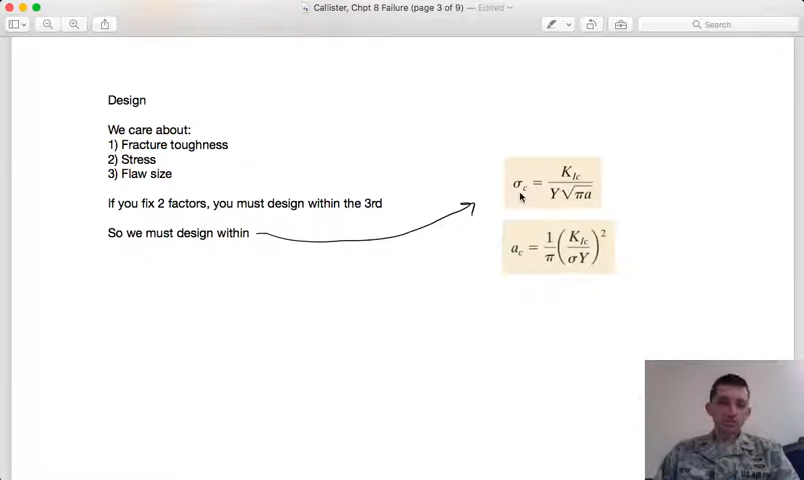 Callister, Chpt 8 Failure (page 3 of 9) — Edited
Search
Design
We care about:
1) Fracture toughness
2) Stress
3) Flaw size
If you fix 2 factors, you must design within the 3rd
So we must design within
σc = KIc / Y√πa
ac = 1/π (KIc / σY)²